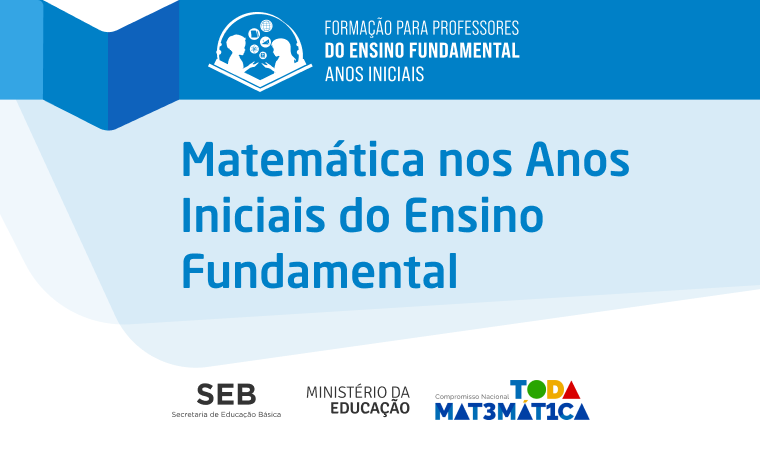 FORMAÇÃO PARA PROFESSORES
DO ENSINO FUNDAMENTAL
ANOS INICIAIS
Matemática nos Anos
Iniciais do Ensino
Fundamental
SEB
Secretaria de Educação Básica
MINISTÉRIO DA
EDUCAÇÃO
Compromisso Nacional
TODA
MAT3MÁT1CA